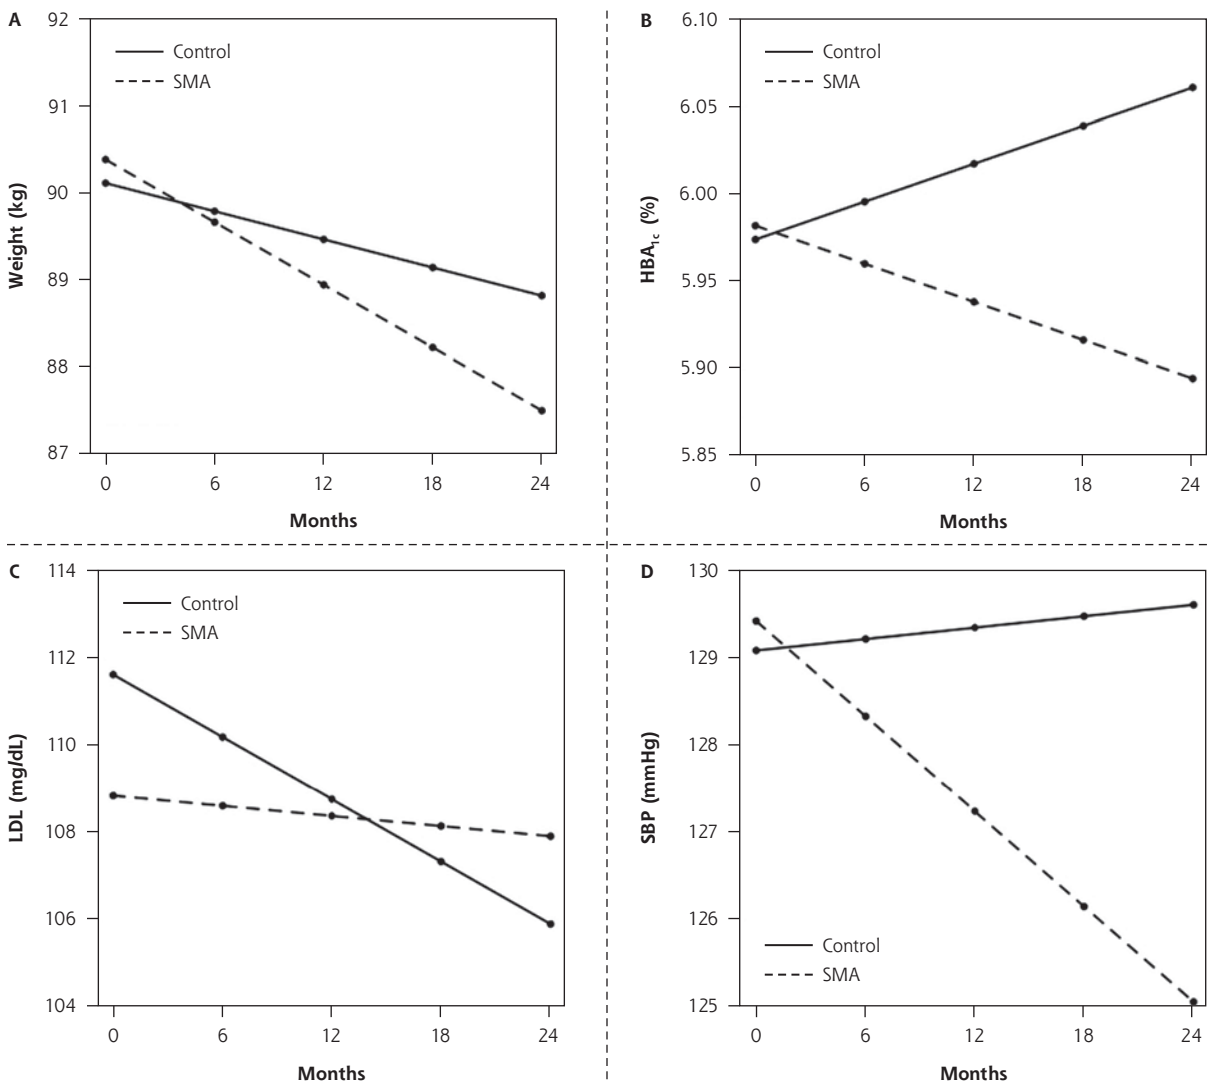 A
Weight (kg)
92
91
90
89
88
87
Control
SMA
0 6 12 18 24
Months
B
HBA1c (%)
6.10
6.05
6.00
5.95
5.90
5.85
Control
SMA
0 6 12 18 24
Months
C
LDL (mg/dL)
114
112
110
108
106
104
Control
SMA
0 6 12 18 24
Months
D
SBP (mmHg)
130
129
128
127
126
125
Control
SMA
0 6 12 18 24
Months